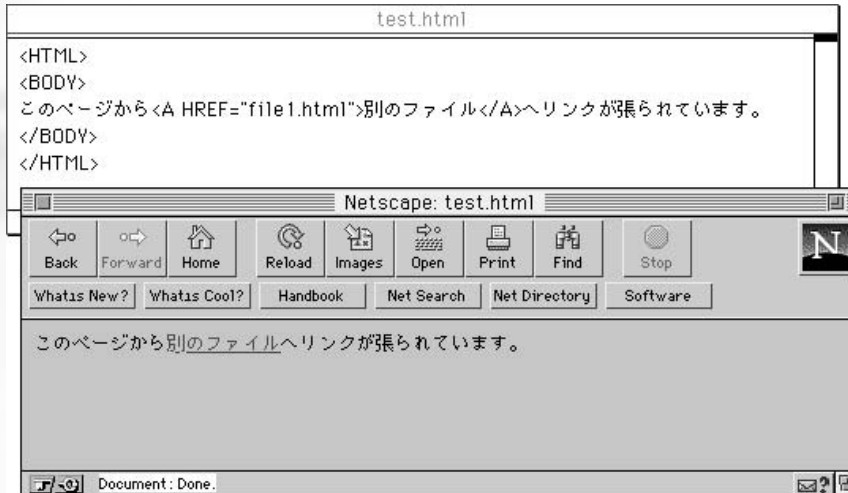 test.html
<HTML>
<BODY>
このページから<A HREF="file1.html">別のファイル</A>へリンクが張られています。
</BODY>
</HTML>
Netscape: test.html
Back Forward Home Reload Images Open Print Find Stop
N
What's New? What's Cool? Handbook Net Search Net Directory Software
このページから別のファイルへリンクが張られています。
Document : Done.
?